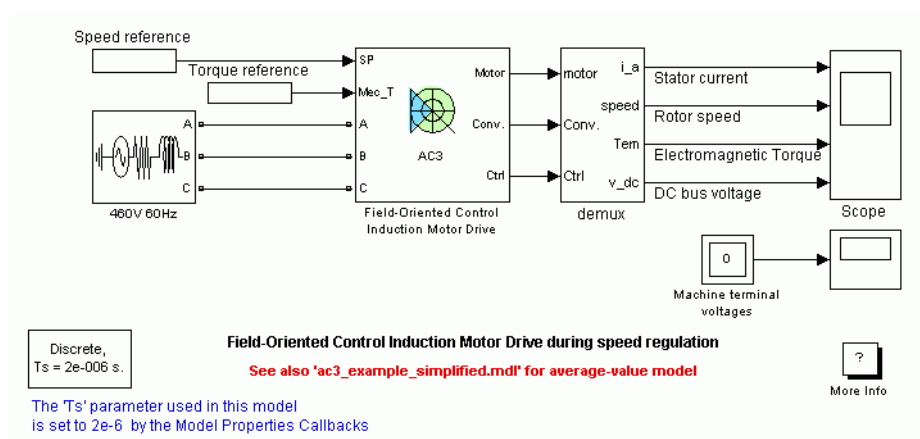 Speed reference
SP
Torque reference
Mec_T
A
B
C
A
B
C
AC3
Motor
Conv.
Ctrl
motor
Conv.
Ctrl
i_a
speed
Tem
v_dc
Stator current
Rotor speed
Electromagnetic Torque
DC bus voltage
460V 60Hz
Field-Oriented Control
Induction Motor Drive
demux
Scope
0
Machine terminal
voltages
Discrete,
Ts = 2e-006 s.
Field-Oriented Control Induction Motor Drive during speed regulation
See also 'ac3_example_simplified.mdl' for average-value model
?
More Info
The 'Ts' parameter used in this model
is set to 2e-6 by the Model Properties Callbacks